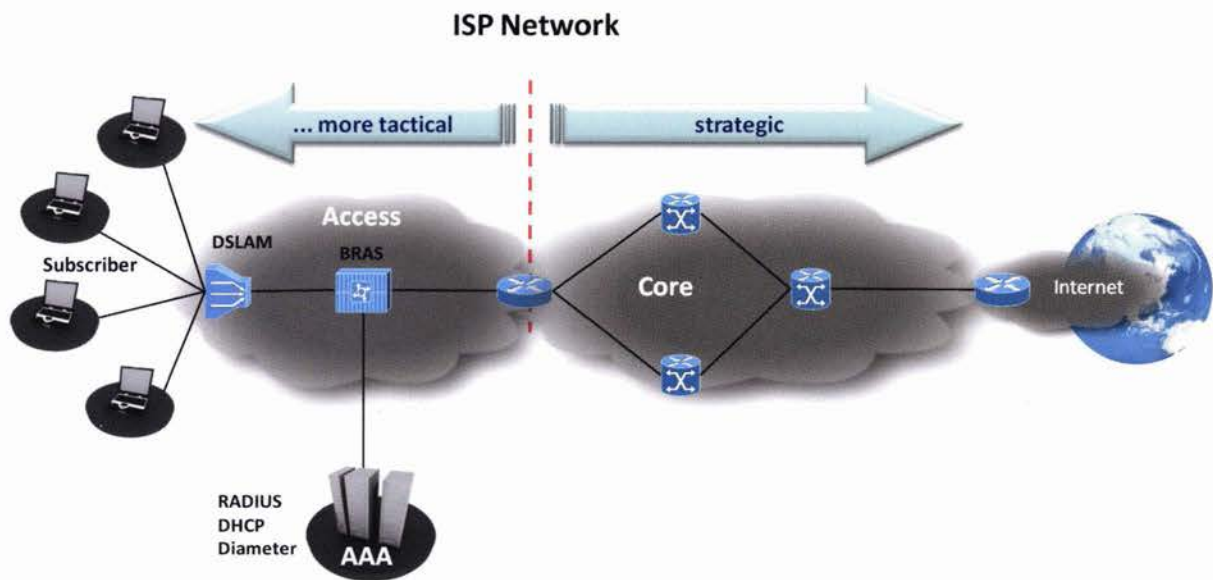 ISP Network
... more tactical
strategic
Access
DSLAM
BRAS
Subscriber
Core
Internet
RADIUS
DHCP
Diameter
AAA